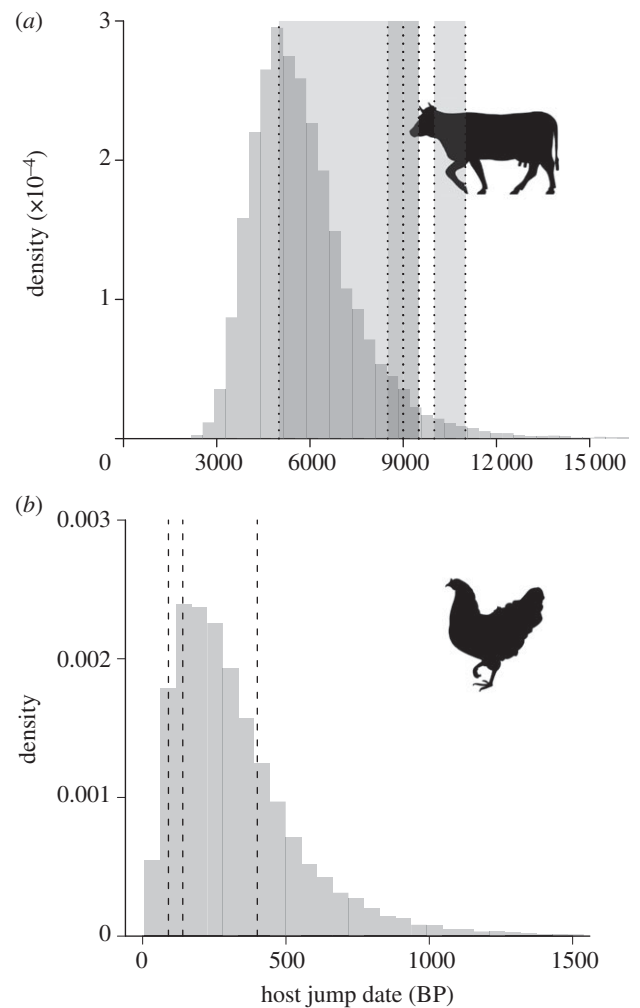 (a)
3
2
1
0
density (×10⁻⁴)
3000 6000 9000 12 000 15 000
(b)
0.003
0.002
0.001
0
density
0 500 1000 1500
host jump date (BP)